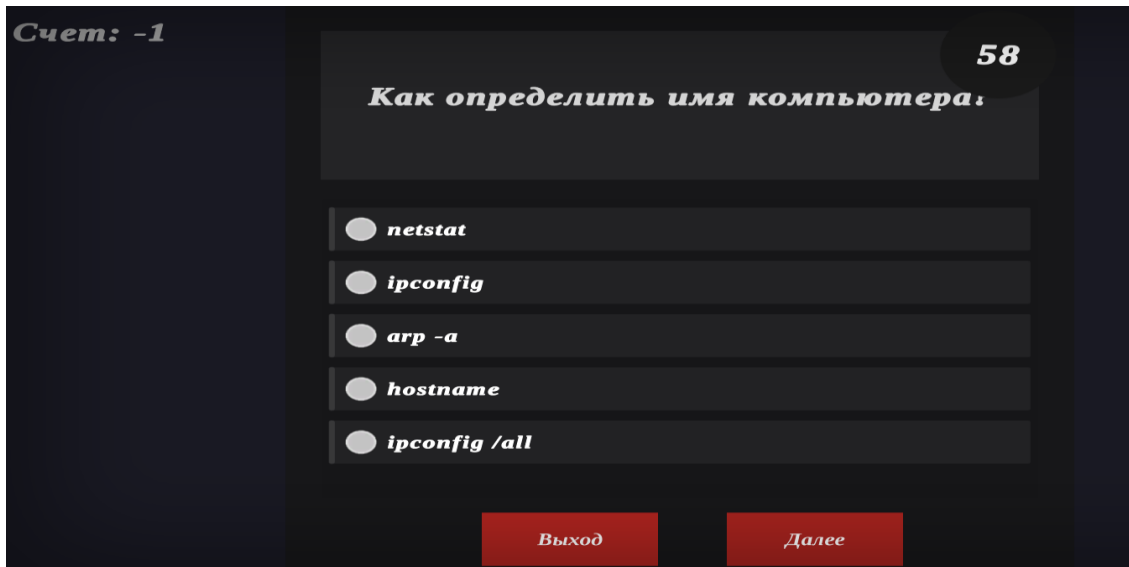 Счет: -1
58
Как определить имя компьютера?
netstat
ipconfig
arp -a
hostname
ipconfig /all
Выход
Далее